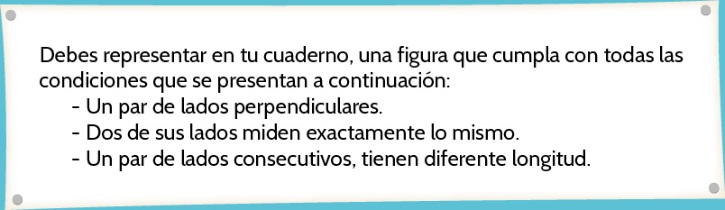 Debes representar en tu cuaderno, una figura que cumpla con todas las
condiciones que se presentan a continuación:
- Un par de lados perpendiculares.
- Dos de sus lados miden exactamente lo mismo.
- Un par de lados consecutivos, tienen diferente longitud.